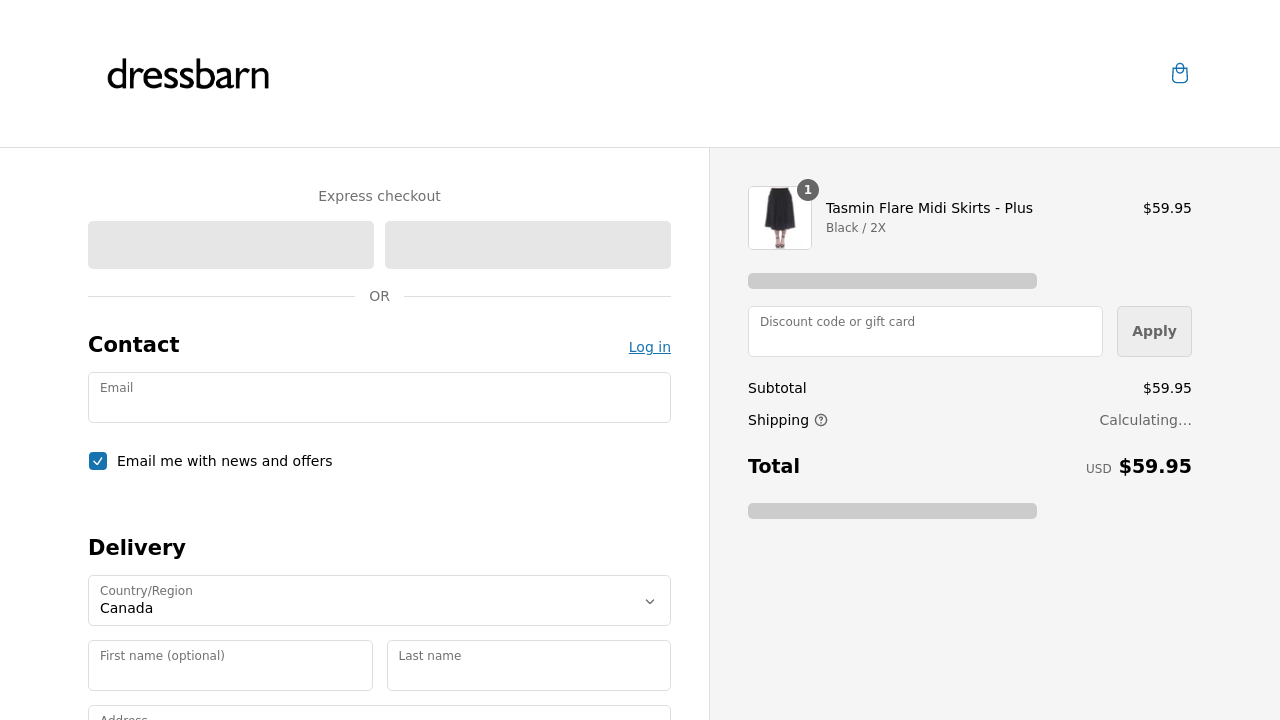 dressbarn
Express checkout
OR
Contact
Log in
Email
Email me with news and offers
Delivery
Country/Region
Canada
First name (optional)
Last name
Address
1
Tasmin Flare Midi Skirts - Plus
$59.95
Black / 2X
Discount code or gift card
Apply
Subtotal
$59.95
Shipping
Calculating…
Total
USD $59.95